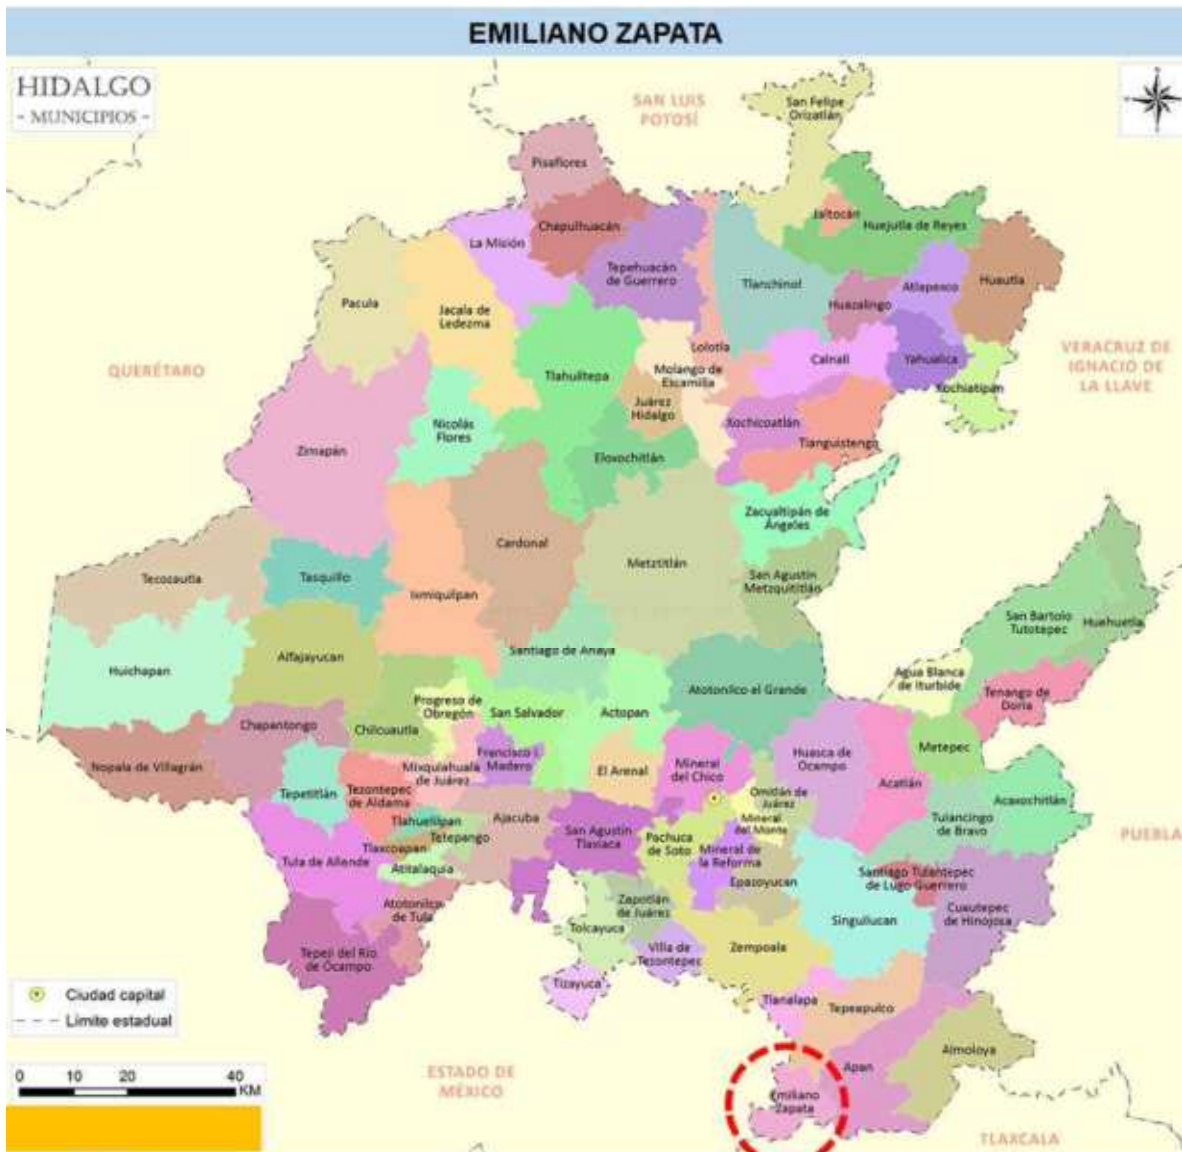 EMILIANO ZAPATA
HIDALGO
- MUNICIPIOS -
SAN LUIS
POTOSÍ
San Felipe
Orizatlán
Pisaflores
Jaltocán
Huejutla de Reyes
Chapulhuacán
La Misión
Tepehuacán
de Guerrero
Tlanchinol
Atlapexco
Huautla
Huazalingo
Pacula
Jacala de
Ledezma
Lolotla
Calnali
Yahualica
VERACRUZ DE
IGNACIO DE
LA LLAVE
QUERÉTARO
Tlahuiltepa
Molango de
Escamilla
Xochiatipan
Juárez
Hidalgo
Nicolás
Flores
Xochicoatlán
Tianguistengo
Zimapán
Eloxochitlán
Zacualtipán de
Ángeles
Cardonal
Metztitlán
Tecozautla
Tasquillo
San Agustín
Metzquititlán
Ixmiquilpan
San Bartolo
Tutotepec
Huehuetla
Santiago de Anaya
Huichapan
Alfajayucan
Agua Blanca
de Iturbide
Atotonilco el Grande
Tenango de
Doria
Progreso de
Obregón
San Salvador
Actopan
Chapantongo
Chilcuautla
Metepec
Nopala de Villagrán
Mixquiahuala
de Juárez
Francisco I.
Madero
El Arenal
Mineral
del Chico
Huasca de
Ocampo
Acatlán
Tepetitlán
Tezontepec
de Aldama
Omitlán de
Juárez
Acaxochitlán
Tlahuelilpan
Ajacuba
Mineral
del Monte
Tulancingo
de Bravo
PUEBLA
Tetepango
San Agustín
Tlaxiaca
Pachuca
de Soto
Tlaxcoapan
Mineral de
la Reforma
Tula de Allende
Atitalaquia
Epazoyucan
Santiago Tulantepec
de Lugo Guerrero
Atotonilco
de Tula
Zapotlán
de Juárez
Cuautepec
de Hinojosa
Singuilucan
Tolcayuca
Villa de
Tezontepec
Zempoala
Tepeji del Río
de Ocampo
Tizayuca
Ciudad capital
Límite estadual
Tlanalapa
Tepeapulco
Almoloya
Apan
ESTADO DE
MÉXICO
0 10 20 40
KM
Emiliano
Zapata
TLAXCALA